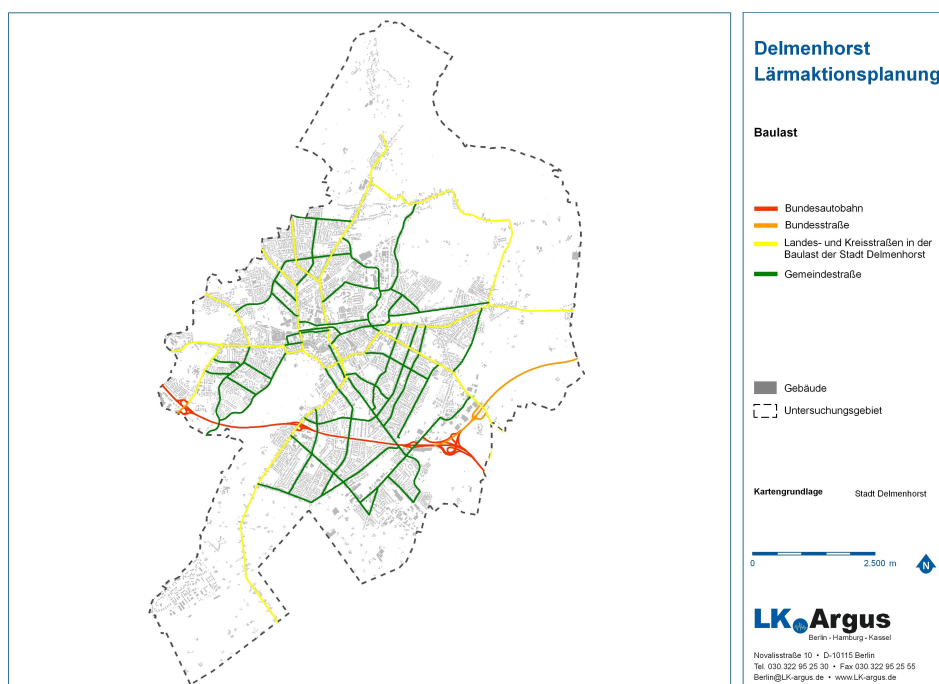 Delmenhorst
Lärmaktionsplanung
Baulast
Bundesautobahn
Bundesstraße
Landes- und Kreisstraßen in der
Baulast der Stadt Delmenhorst
Gemeindestraße
Gebäude
Untersuchungsgebiet
Kartengrundlage Stadt Delmenhorst
0 2.500 m
N
LK Argus
Berlin - Hamburg - Kassel
Novalisstraße 10 • D-10115 Berlin
Tel. 030.322 95 25 30 • Fax 030.322 95 25 55
Berlin@LK-argus.de • www.LK-argus.de